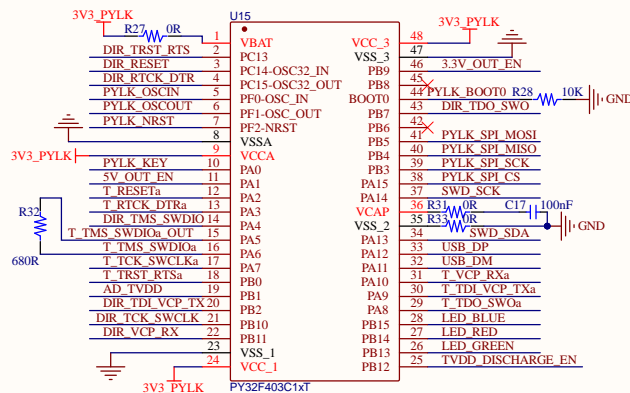 3V3_PYLK
R27 0R
U15
3V3_PYLK
1 VBAT
VCC_3 48
DIR_TRST_RTS 2 PC13
VSS_3 47
DIR_RESET 3 PC14-OSC32_IN
PB9 46 3.3V_OUT_EN
DIR_RTCK_DTR 4 PC15-OSC32_OUT
PB8 45
PYLK_OSCIN 5 PF0-OSC_IN
BOOT0 44 PYLK_BOOT0 R28 10K GND
PYLK_OSCOUT 6 PF1-OSC_OUT
PB7 43 DIR_TDO_SWO
PYLK_NRST 7 PF2-NRST
PB6 42
8 VSSA
PB5 41 PYLK_SPI_MOSI
3V3_PYLK 9 VCCA
PB4 40 PYLK_SPI_MISO
PYLK_KEY 10 PA0
PB3 39 PYLK_SPI_SCK
5V_OUT_EN 11 PA1
PA15 38 PYLK_SPI_CS
T_RESETa 12 PA2
PA14 37 SWD_SCK
T_RTCK_DTRa 13 PA3
VCAP 36 R31 0R C17 100nF
R32
DIR_TMS_SWDIO 14 PA4
VSS_2 35 R33 0R GND
T_TMS_SWDIOa_OUT 15 PA5
PA13 34 SWD_SDA
T_TMS_SWDIOa 16 PA6
PA12 33 USB_DP
680R
T_TCK_SWCLKa 17 PA7
PA11 32 USB_DM
T_TRST_RTSa 18 PB0
PA10 31 T_VCP_RXa
AD_TVDD 19 PB1
PA9 30 T_TDI_VCP_TXa
DIR_TDI_VCP_TX 20 PB2
PA8 29 T_TDO_SWOa
DIR_TCK_SWCLK 21 PB10
PB15 28 LED_BLUE
DIR_VCP_RX 22 PB11
PB14 27 LED_RED
23 VSS_1
PB13 26 LED_GREEN
24 VCC_1
PB12 25 TVDD_DISCHARGE_EN
3V3_PYLK
PY32F403C1xT